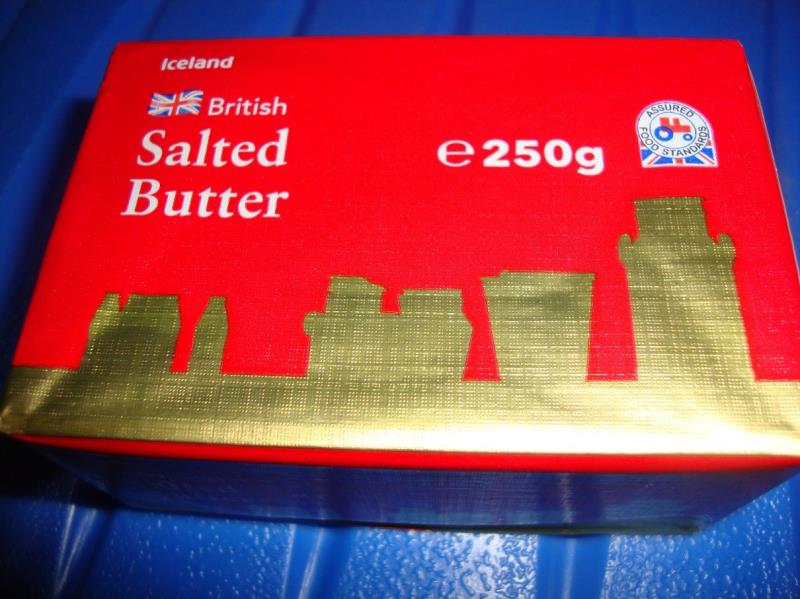 Iceland
British
Salted
Butter
℮ 250g
ASSURED
FOOD STANDARDS